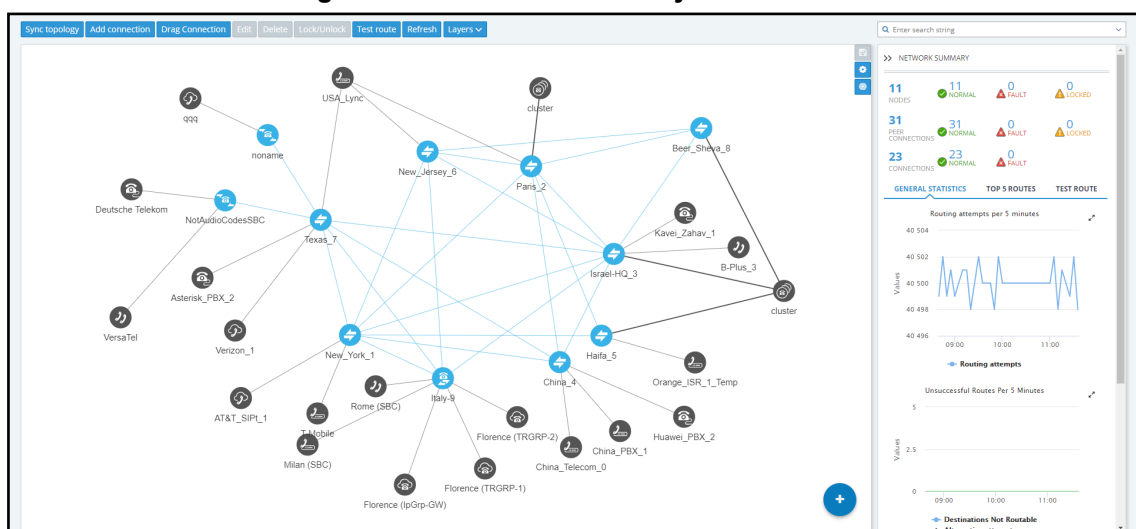 Sync topology Add connection Drag Connection Edit Delete Lock/Unlock Test route Refresh Layers
Enter search string
NETWORK SUMMARY
11 NODES 11 NORMAL 0 FAULT 0 LOCKED
31 PEER CONNECTIONS 31 NORMAL 0 FAULT 0 LOCKED
23 CONNECTIONS 23 NORMAL 0 FAULT
GENERAL STATISTICS TOP 5 ROUTES TEST ROUTE
Routing attempts per 5 minutes
40 504
40 502
40 500
40 498
40 496
Values
09:00 10:00 11:00
Routing attempts
Unsuccessful Routes Per 5 Minutes
5
2.5
0
Values
09:00 10:00 11:00
Destinations Not Routable
USA_Lync
cluster
qqq
noname
New_Jersey_6
Beer_Sheva_8
Paris_2
Deutsche Telekom
NotAudioCodesSBC
Texas_7
Kavei_Zahav_1
B-Plus_3
Israel-HQ_3
Asterisk_PBX_2
cluster
VersaTel
Verizon_1
New_York_1
Haifa_5
China_4
Orange_ISR_1_Temp
Italy-9
Rome (SBC)
AT&T_SIPt_1
T-Mobile
Florence (TRGRP-2)
Huawei_PBX_2
China_PBX_1
Milan (SBC)
China_Telecom_0
Florence (TRGRP-1)
Florence (IpGrp-GW)
+